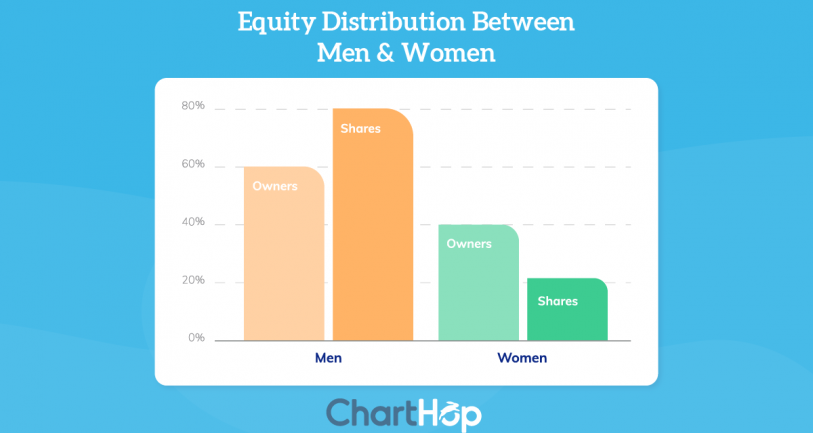 Equity Distribution Between
Men & Women
80%
60%
40%
20%
0%
Owners
Shares
Owners
Shares
Men
Women
ChartHop